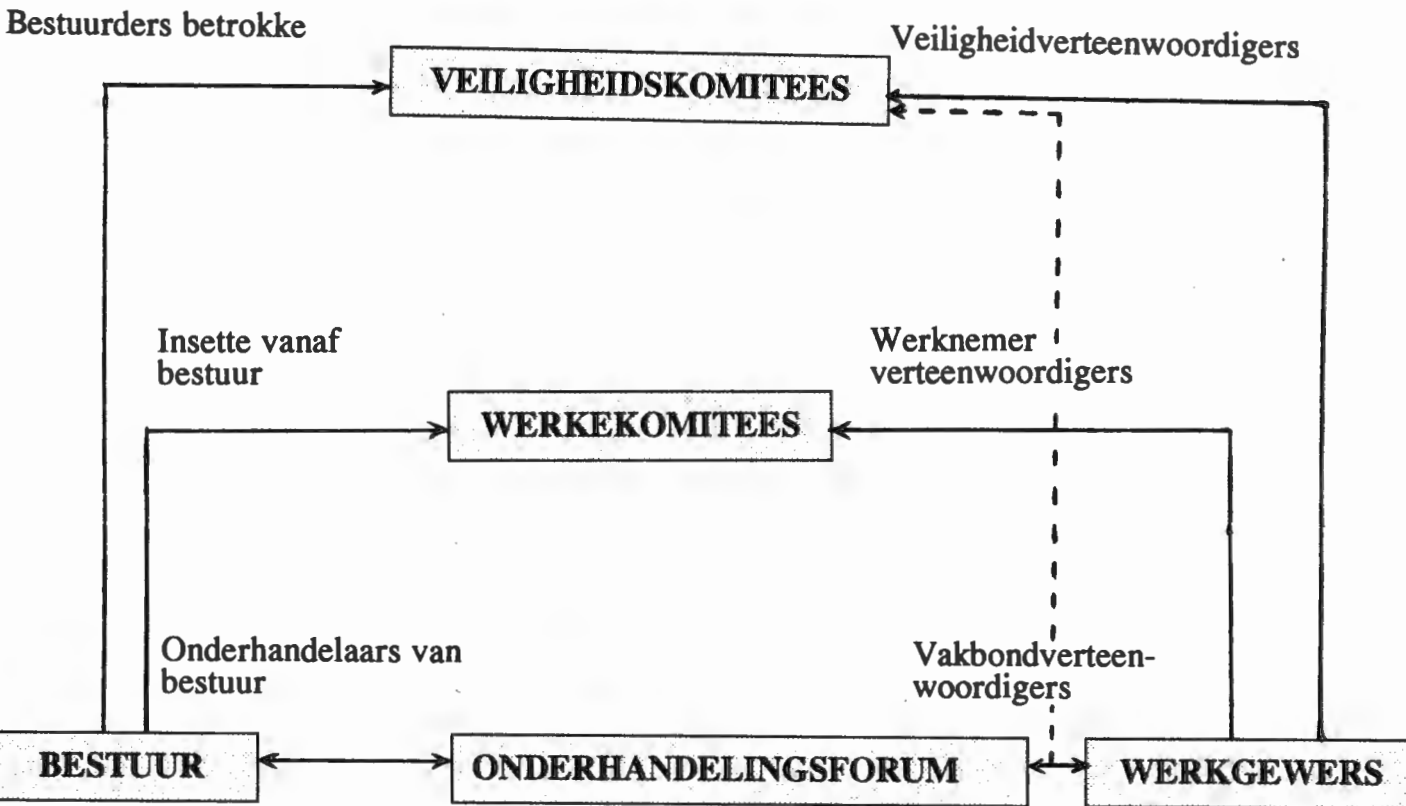 Bestuurders betrokke
Veiligheidverteenwoordigers
VEILIGHEIDSKOMITEES
Insette vanaf
bestuur
Werknemer
verteenwoordigers
WERKEKOMITEES
Onderhandelaars van
bestuur
Vakbondverteen-
woordigers
BESTUUR
ONDERHANDELINGSFORUM
WERKGEWERS